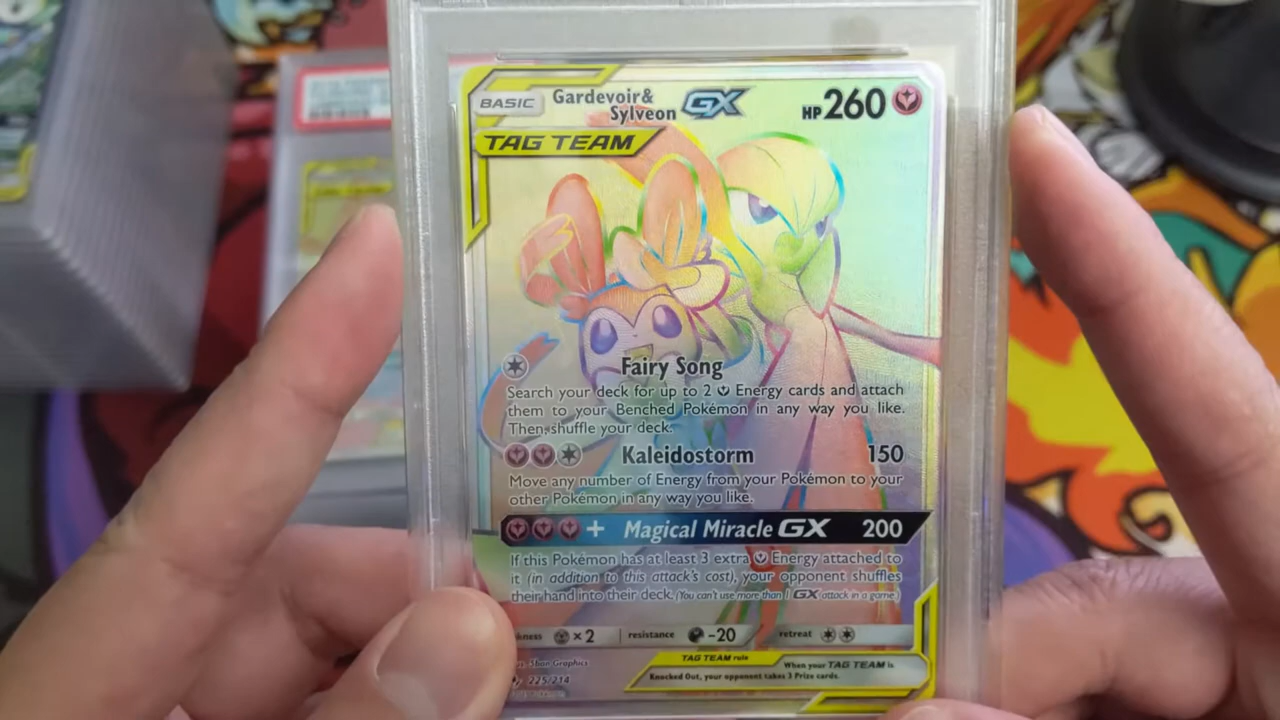 BASIC Gardevoir& Sylveon GX HP 260
TAG TEAM
Fairy Song
Search your deck for up to 2 Energy cards and attach
them to your Benched Pokémon in any way you like.
Then, shuffle your deck.
Kaleidostorm 150
Move any number of Energy from your Pokémon to your
other Pokémon in any way you like.
+ Magical Miracle GX 200
If this Pokémon has at least 3 extra Energy attached to
it (in addition to this attack's cost), your opponent shuffles
their hand into their deck. (You can't use more than 1 GX attack in a game.)
×2 resistance -20 retreat
TAG TEAM rule
When your TAG TEAM is
Knocked Out, your opponent takes 3 Prize cards.
Graphics
225/214